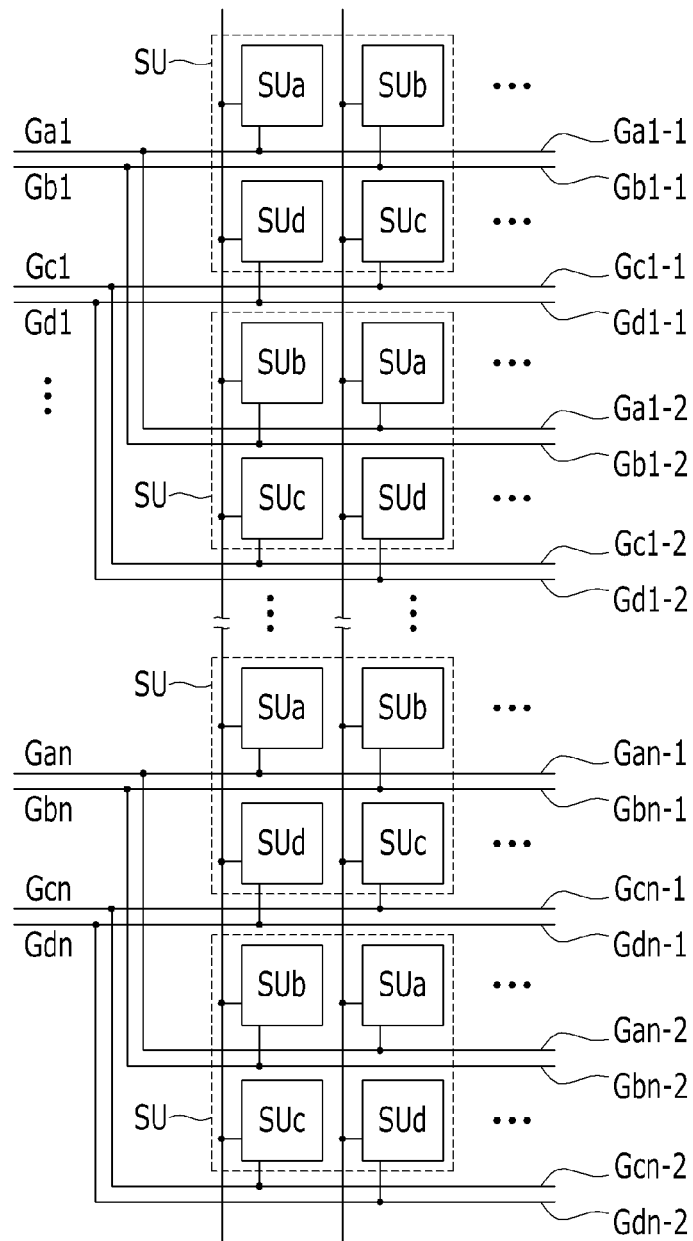 SU SUa SUb ...
Ga1 Ga1-1
Gb1 Gb1-1
SUd SUc ...
Gc1 Gc1-1
Gd1 Gd1-1
SUb SUa ...
Ga1-2
Gb1-2
SU SUc SUd ...
Gc1-2
Gd1-2
SU SUa SUb ...
Gan Gan-1
Gbn Gbn-1
SUd SUc ...
Gcn Gcn-1
Gdn Gdn-1
SUb SUa ...
Gan-2
Gbn-2
SU SUc SUd ...
Gcn-2
Gdn-2